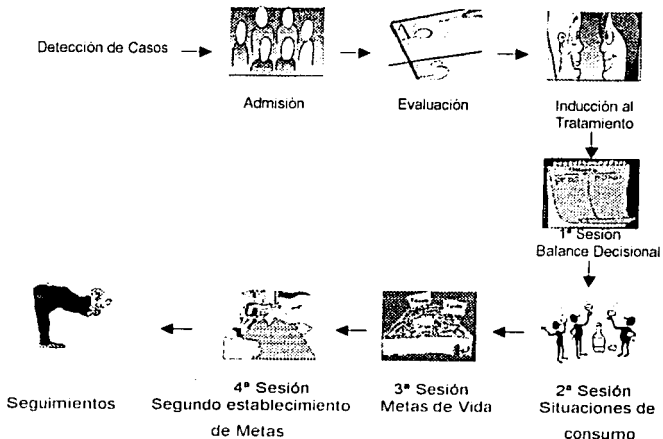 Detección de Casos
Admisión
Evaluación
Inducción al
Tratamiento
1ª Sesión
Balance Decisional
2ª Sesión
Situaciones de
consumo
3ª Sesión
Metas de Vida
4ª Sesión
Segundo establecimiento
de Metas
Seguimientos